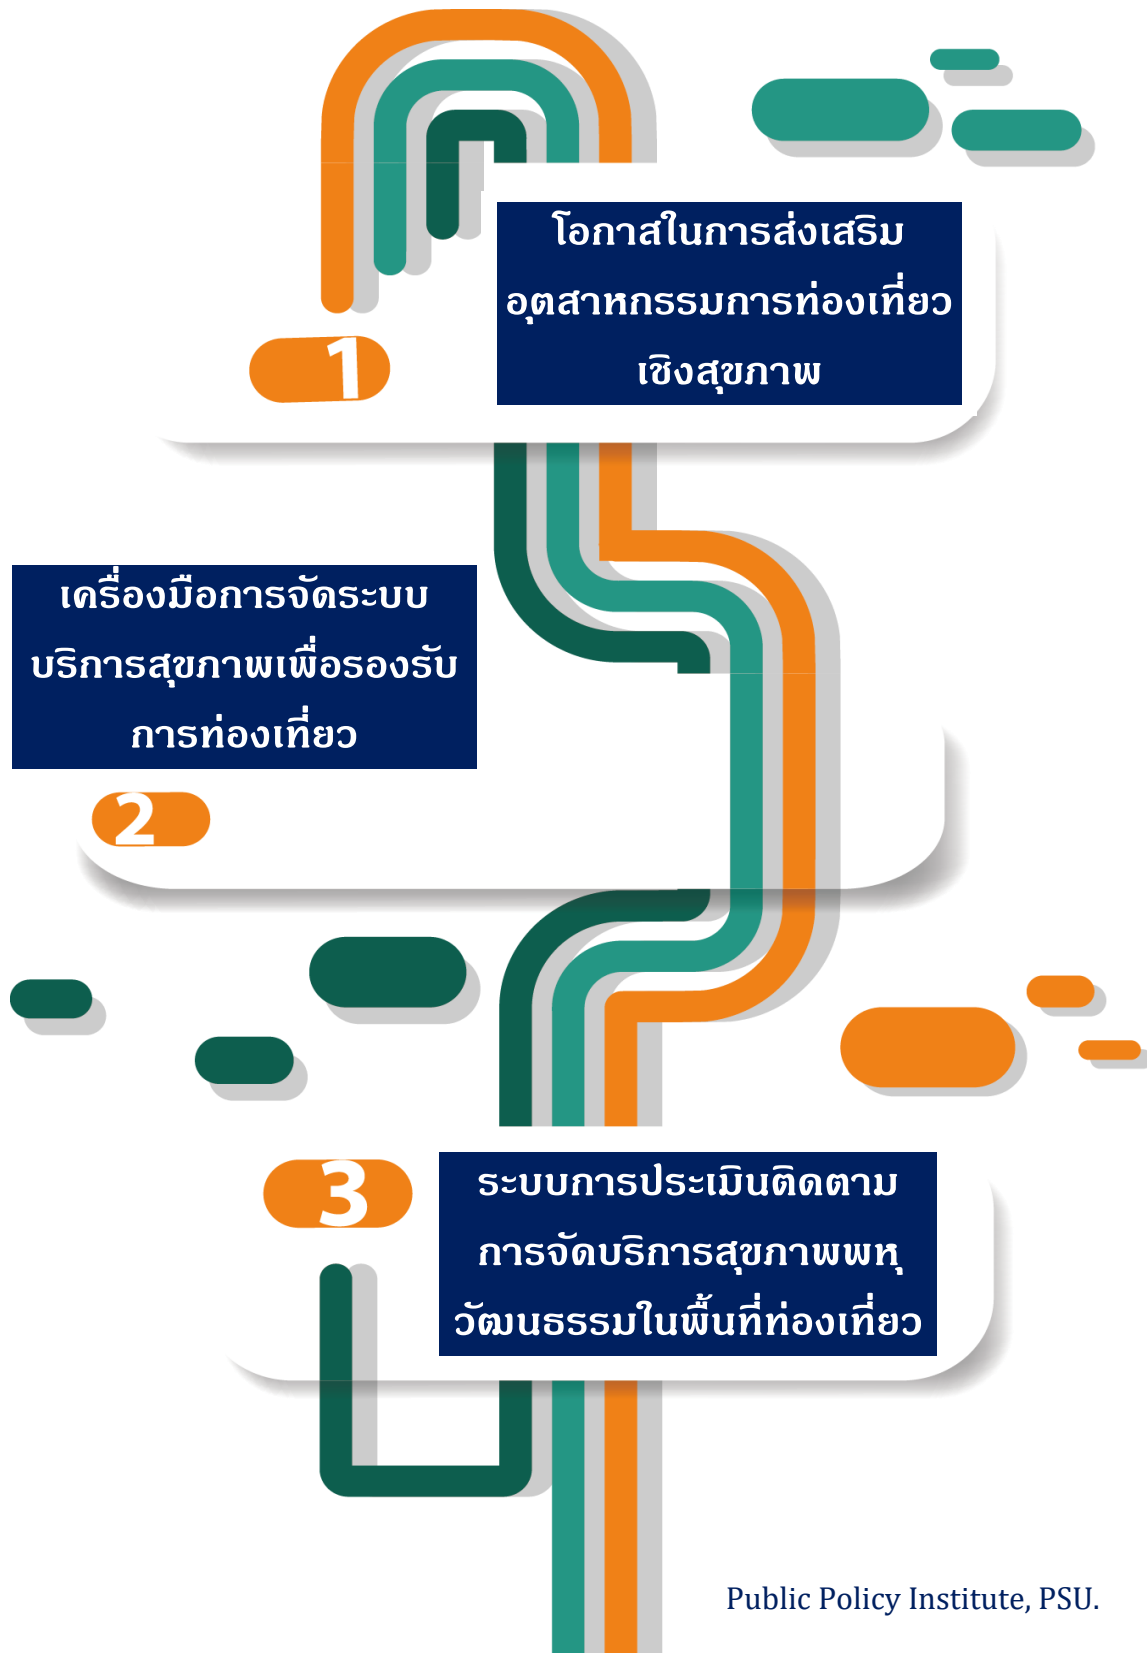 โอกาสในการส่งเสริม
อุตสาหกรรมการท่องเที่ยว
เชิงสุขภาพ
1
เครื่องมือการจัดระบบ
บริการสุขภาพเพื่อรองรับ
การท่องเที่ยว
2
3
ระบบการประเมินติดตาม
การจัดบริการสุขภาพพหุ
วัฒนธรรมในพื้นที่ท่องเที่ยว
Public Policy Institute, PSU.